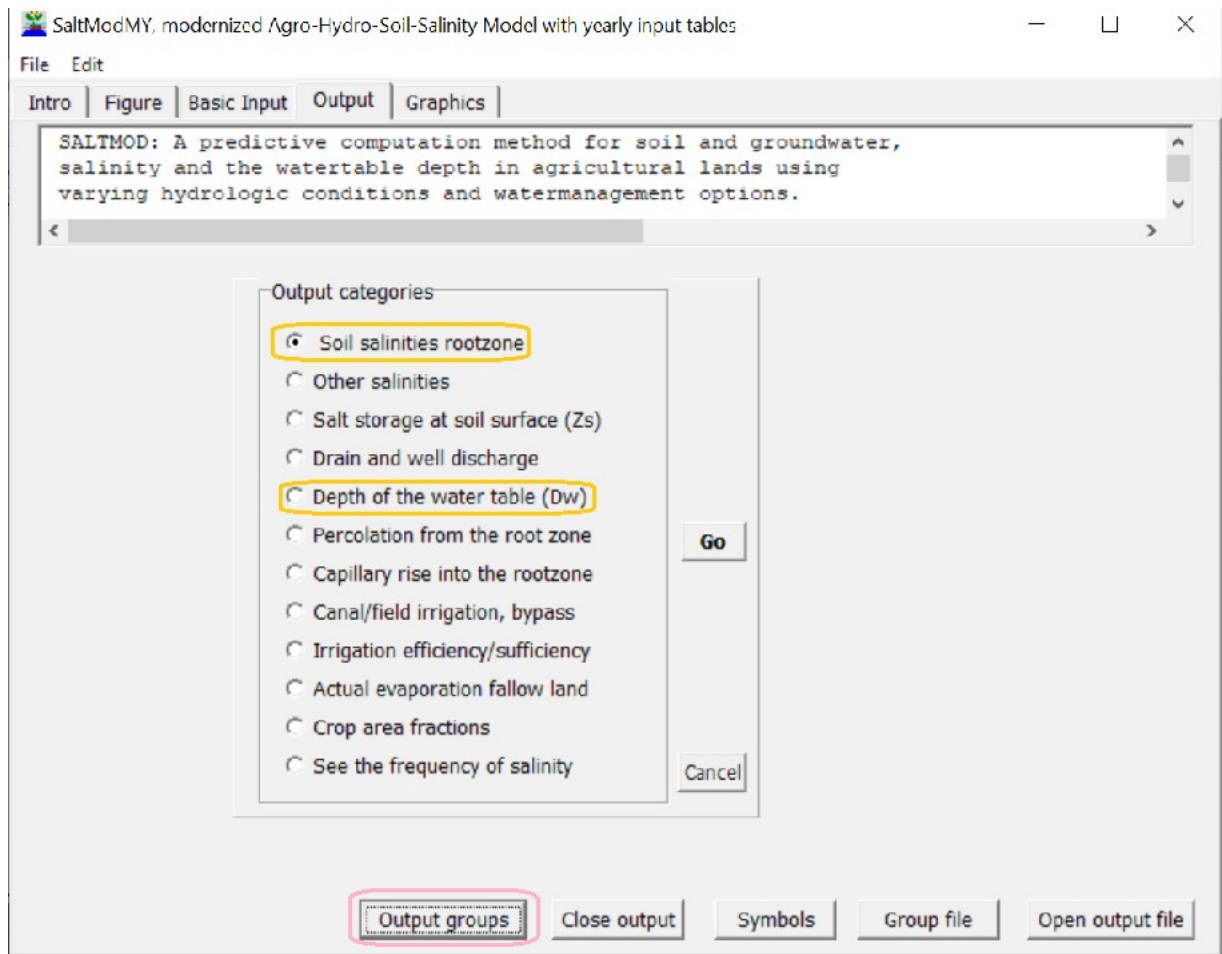 SaltModMY, modernized Agro-Hydro-Soil-Salinity Model with yearly input tables
File Edit
Intro Figure Basic Input Output Graphics
SALTMOD: A predictive computation method for soil and groundwater,
salinity and the watertable depth in agricultural lands using
varying hydrologic conditions and watermanagement options.
Output categories
Soil salinities rootzone
Other salinities
Salt storage at soil surface (Zs)
Drain and well discharge
Depth of the water table (Dw)
Percolation from the root zone
Go
Capillary rise into the rootzone
Canal/field irrigation, bypass
Irrigation efficiency/sufficiency
Actual evaporation fallow land
Crop area fractions
See the frequency of salinity
Cancel
Output groups Close output Symbols Group file Open output file